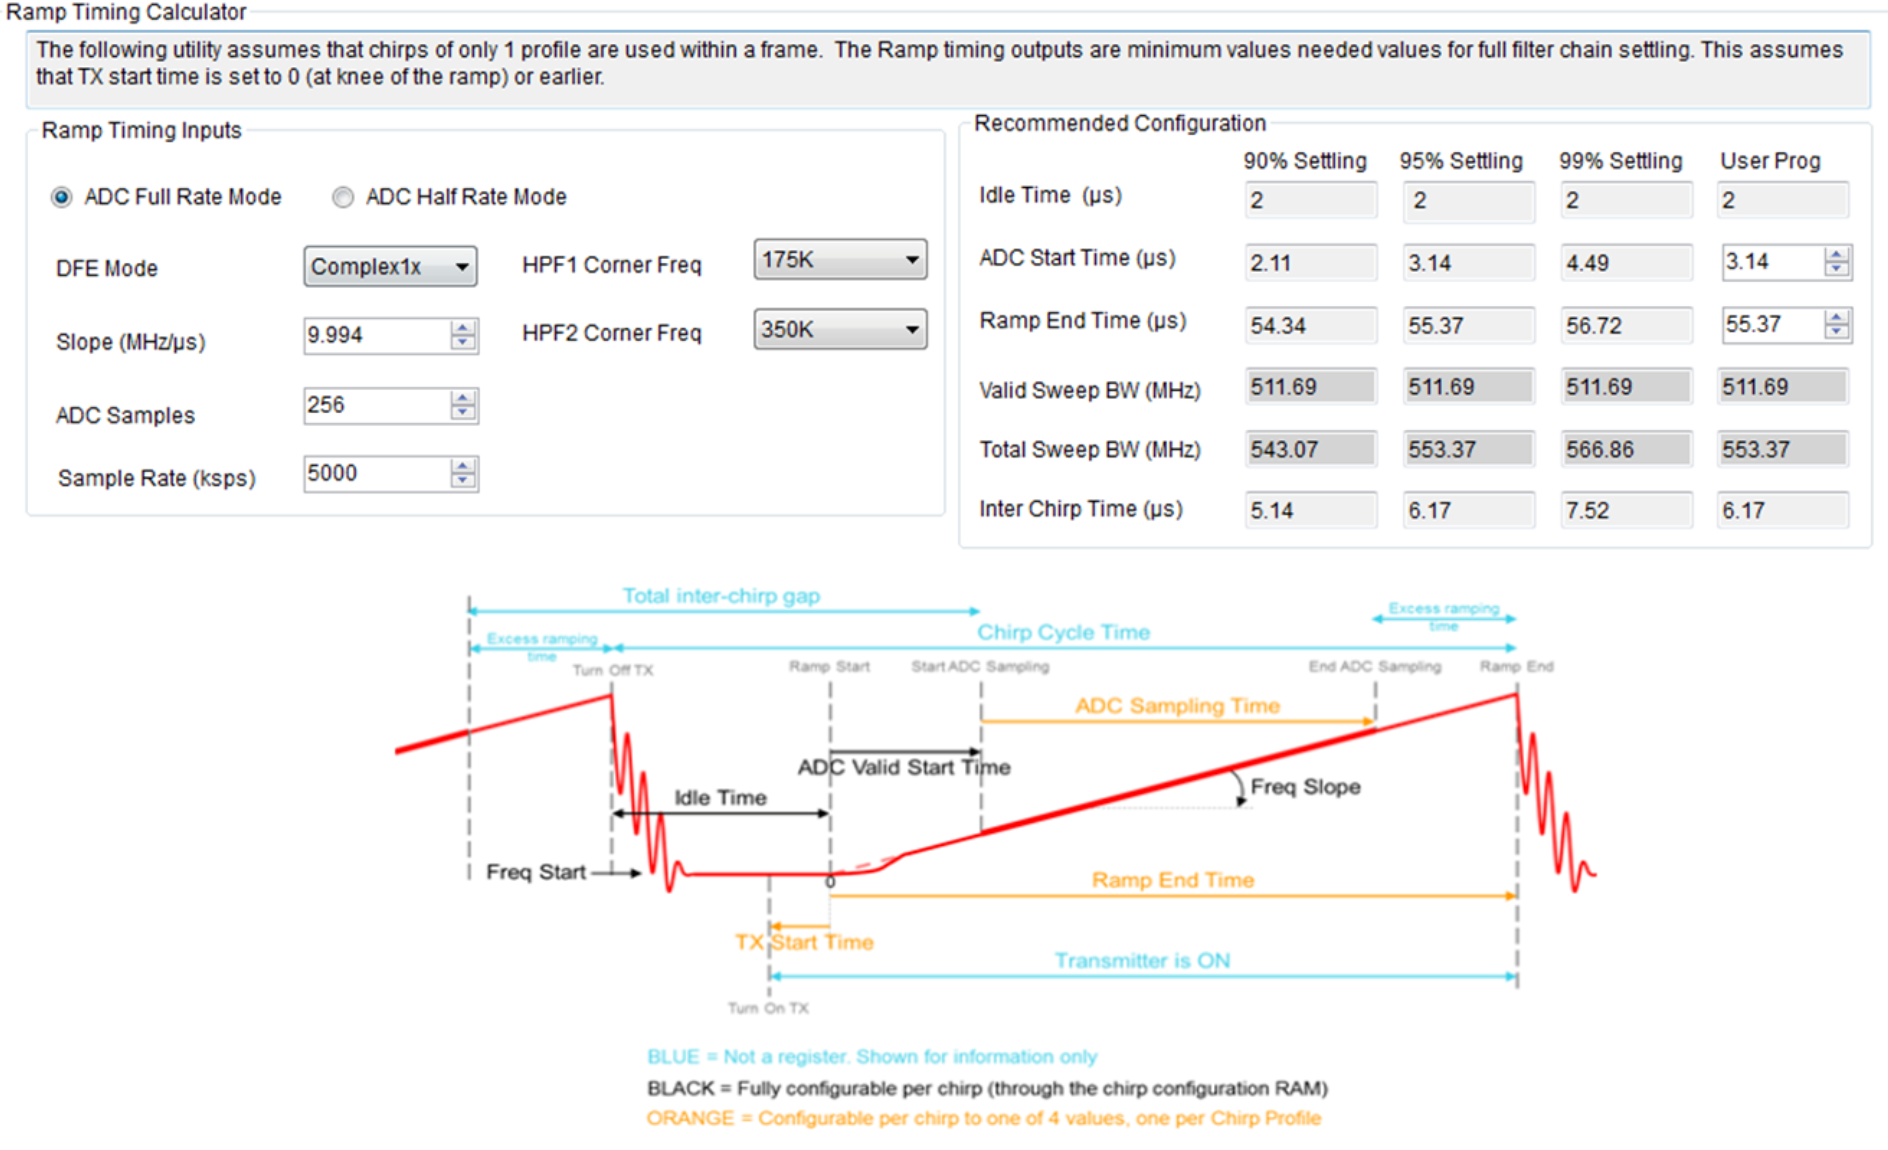 Ramp Timing Calculator
The following utility assumes that chirps of only 1 profile are used within a frame. The Ramp timing outputs are minimum values needed values for full filter chain settling. This assumes
that TX start time is set to 0 (at knee of the ramp) or earlier.
Ramp Timing Inputs
ADC Full Rate Mode ADC Half Rate Mode
DFE Mode Complex1x HPF1 Corner Freq 175K
Slope (MHz/µs) 9.994 HPF2 Corner Freq 350K
ADC Samples 256
Sample Rate (ksps) 5000
Recommended Configuration
90% Settling 95% Settling 99% Settling User Prog
Idle Time (µs) 2 2 2 2
ADC Start Time (µs) 2.11 3.14 4.49 3.14
Ramp End Time (µs) 54.34 55.37 56.72 55.37
Valid Sweep BW (MHz) 511.69 511.69 511.69 511.69
Total Sweep BW (MHz) 543.07 553.37 566.86 553.37
Inter Chirp Time (µs) 5.14 6.17 7.52 6.17
Total inter-chirp gap
Excess ramping
time
Chirp Cycle Time
Excess ramping
time
Turn Off TX Ramp Start Start ADC Sampling End ADC Sampling Ramp End
ADC Sampling Time
ADC Valid Start Time
Idle Time
Freq Slope
Freq Start
0
Ramp End Time
TX Start Time
Transmitter is ON
Turn On TX
BLUE = Not a register. Shown for information only
BLACK = Fully configurable per chirp (through the chirp configuration RAM)
ORANGE = Configurable per chirp to one of 4 values, one per Chirp Profile